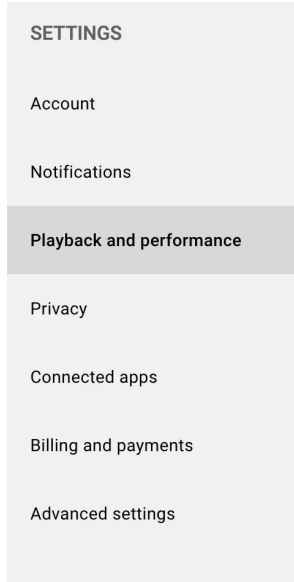 SETTINGS
Account
Notifications
Playback and performance
Privacy
Connected apps
Billing and payments
Advanced settings